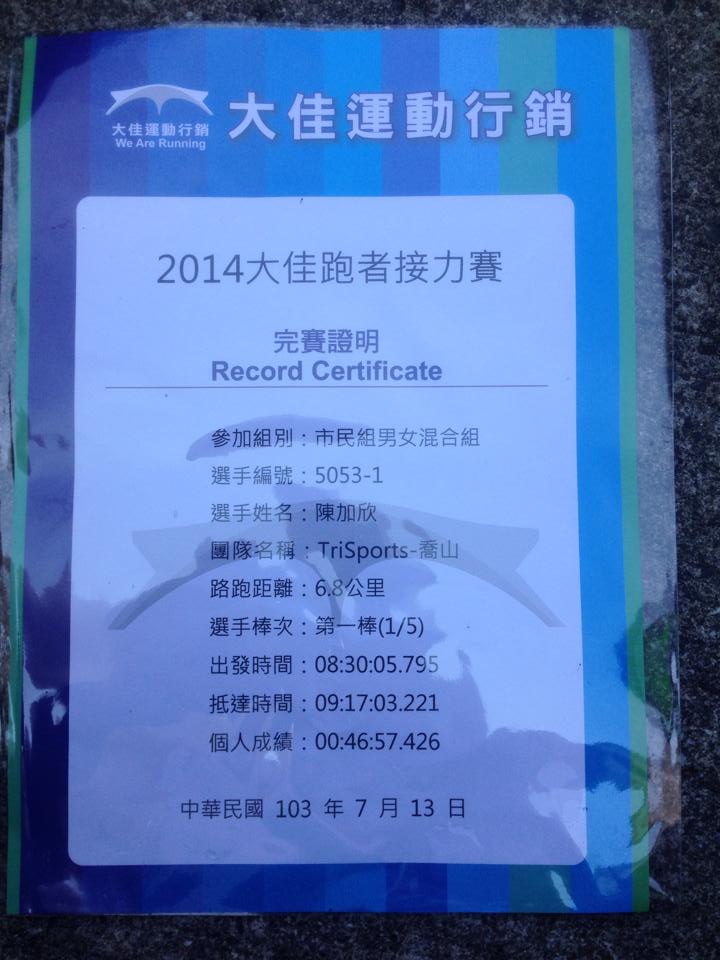 大佳運動行銷
We Are Running
大佳運動行銷
2014大佳跑者接力賽
完賽證明
Record Certificate
參加組別：市民組男女混合組
選手編號：5053-1
選手姓名：陳加欣
團隊名稱：TriSports-喬山
路跑距離：6.8公里
選手棒次：第一棒(1/5)
出發時間：08:30:05.795
抵達時間：09:17:03.221
個人成績：00:46:57.426
中華民國 103 年 7 月 13 日